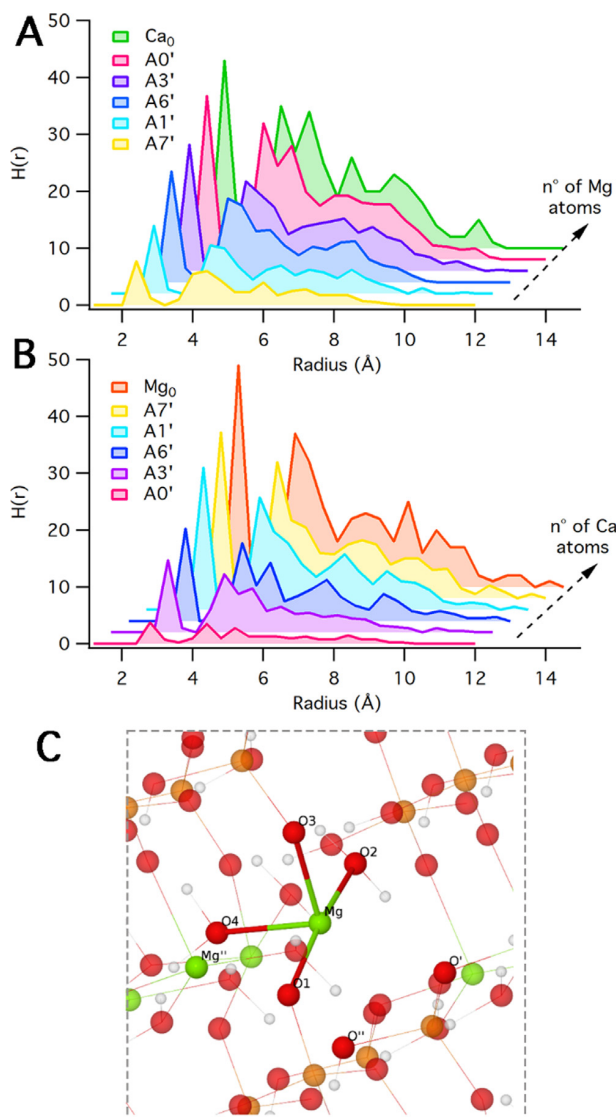 A
50
40
30
20
10
0
H(r)
Ca0
A0'
A3'
A6'
A1'
A7'
n° of Mg
atoms
2
4
6
8
10
12
14
Radius (Å)
B
50
40
30
20
10
0
H(r)
Mg0
A7'
A1'
A6'
A3'
A0'
n° of Ca
atoms
2
4
6
8
10
12
14
Radius (Å)
C
O3
O2
Mg
O4
Mg''
O'
O1
O''